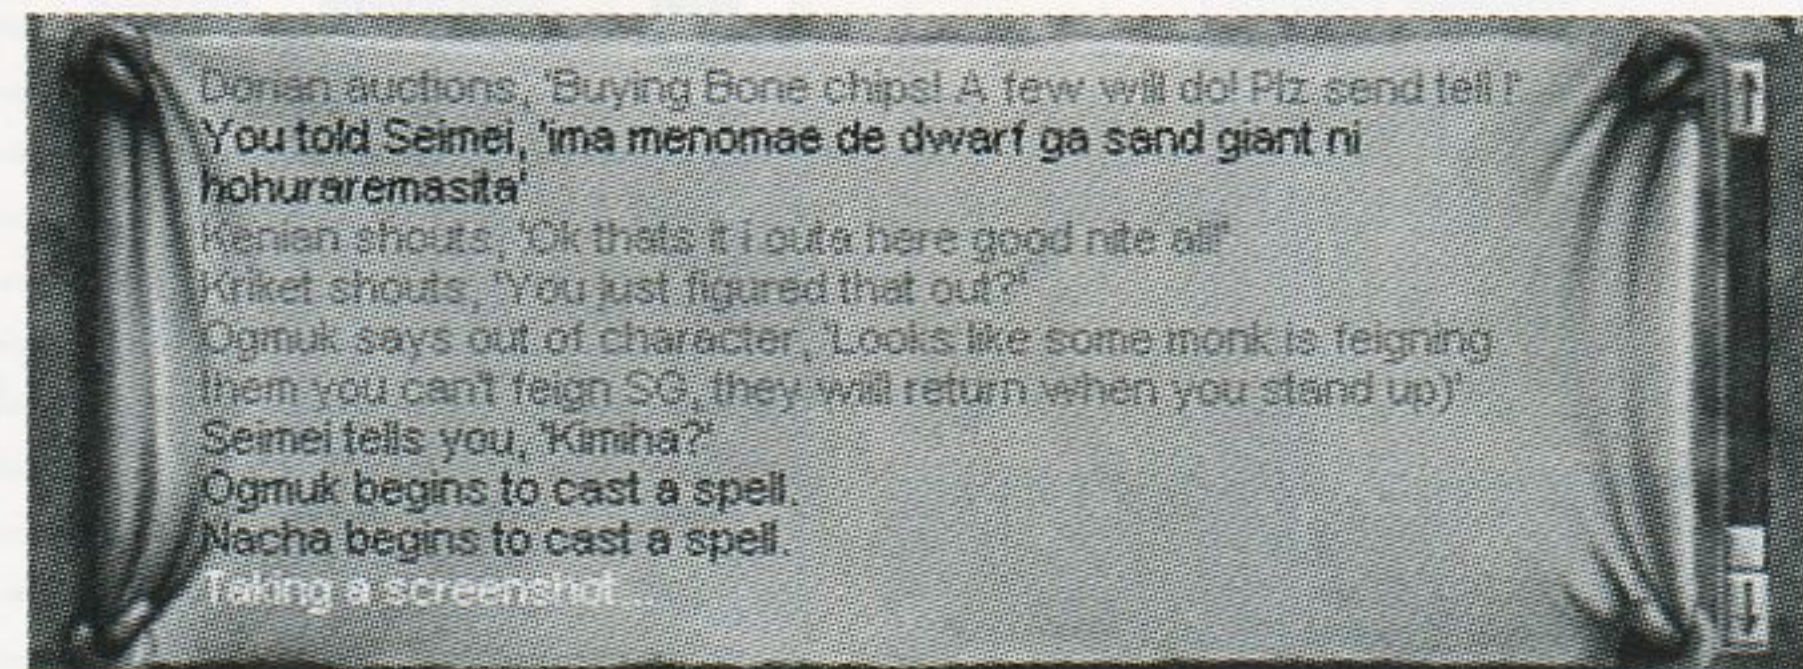 Dorian auctions, 'Buying Bone chips! A few will do! Plz send tell !'
You told Seimei, 'ima menomae de dwarf ga sand giant ni
hohuraremasita'
Kenian shouts, 'Ok thats it i outa here good nite all!'
Kriket shouts, 'You just figured that out?'
Ogmuk says out of character, 'Looks like some monk is feigning
them you can't feign SG, they will return when you stand up)'
Seimei tells you, 'Kimiha?'
Ogmuk begins to cast a spell.
Nacha begins to cast a spell.
Taking a screenshot...